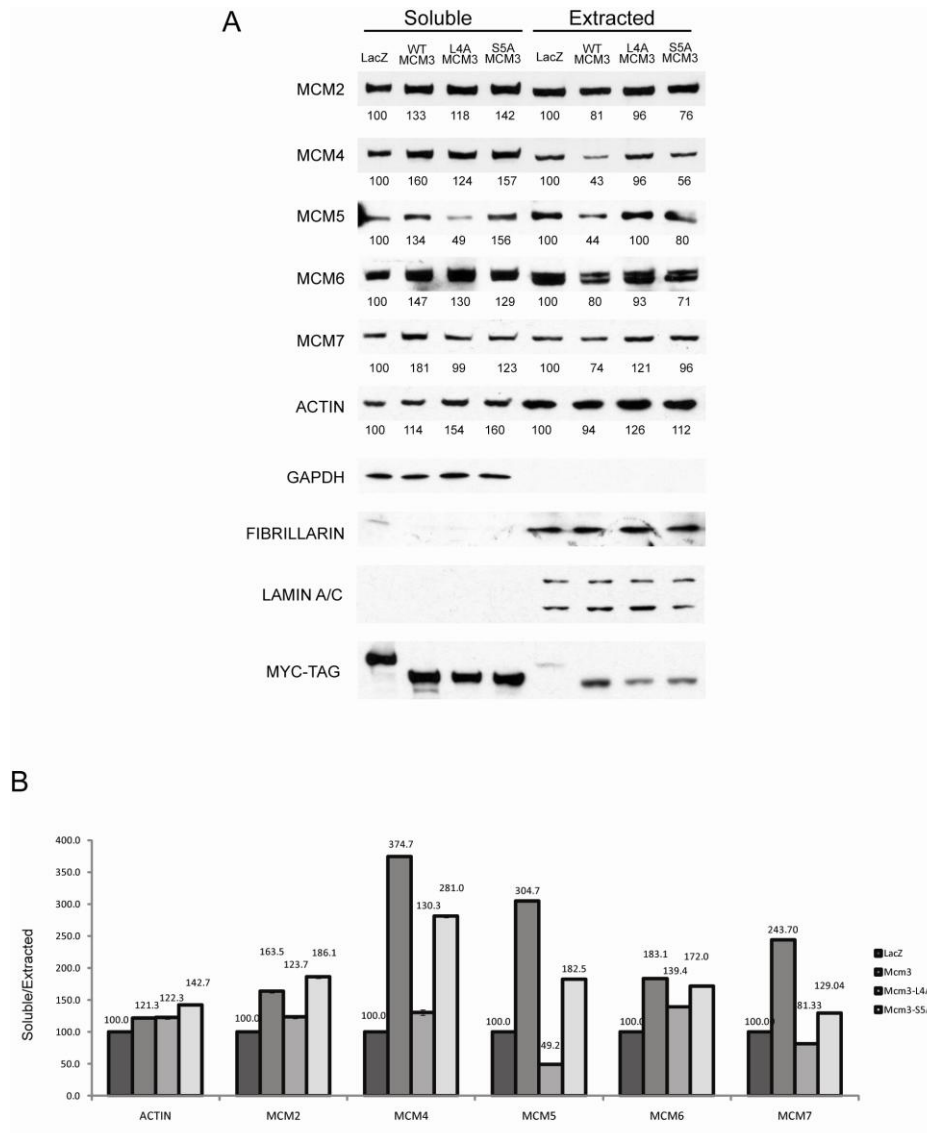 A
Soluble Extracted
LacZ WT MCM3 L4A MCM3 S5A MCM3 LacZ WT MCM3 L4A MCM3 S5A MCM3
MCM2
100 133 118 142 100 81 96 76
MCM4
100 160 124 157 100 43 96 56
MCM5
100 134 49 156 100 44 100 80
MCM6
100 147 130 129 100 80 93 71
MCM7
100 181 99 123 100 74 121 96
ACTIN
100 114 154 160 100 94 126 112
GAPDH
FIBRILLARIN
LAMIN A/C
MYC-TAG
B
Soluble/Extracted
400.0
350.0
300.0
250.0
200.0
150.0
100.0
50.0
0.0
100.0 121.3 122.3 142.7
100.0 163.5 123.7 186.1
100.0 374.7 130.3 281.0
100.0 304.7 49.2 182.5
100.0 183.1 139.4 172.0
100.0 243.70 81.33 129.04
ACTIN MCM2 MCM4 MCM5 MCM6 MCM7
LacZ
Mcm3
Mcm3-L4
Mcm3-S5